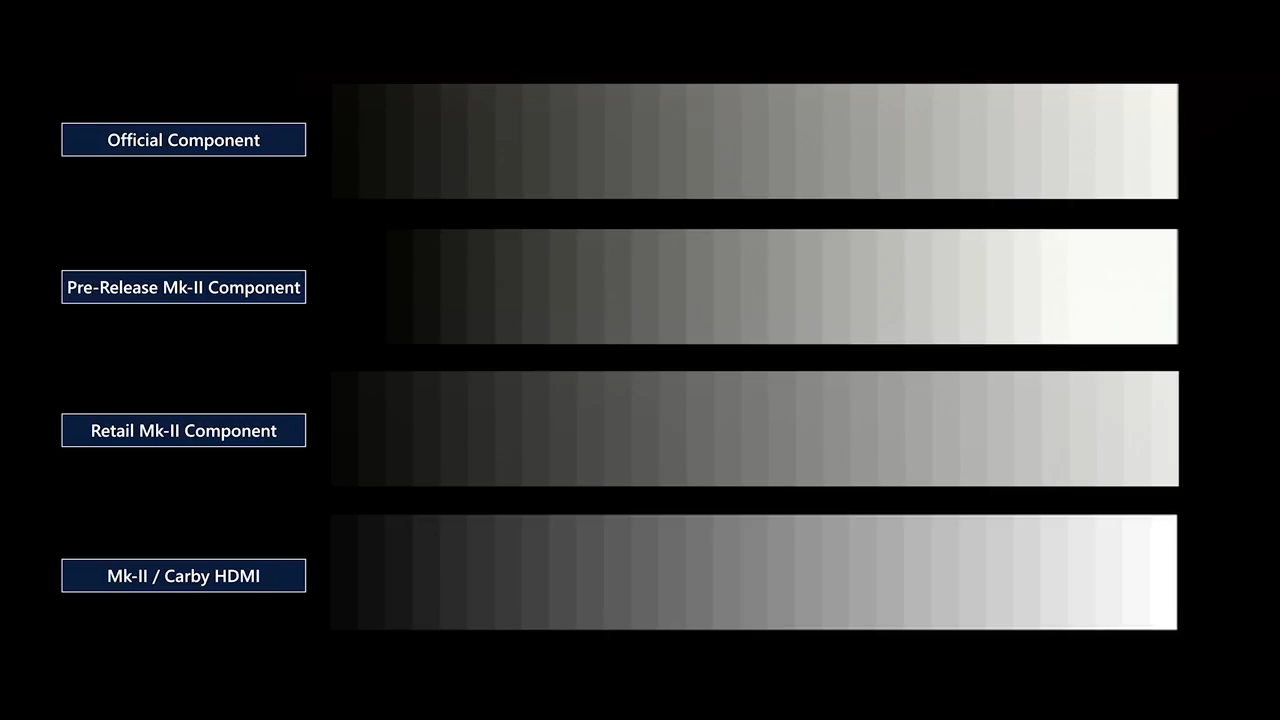 Official Component
Pre-Release Mk-II Component
Retail Mk-II Component
Mk-II / Carby HDMI